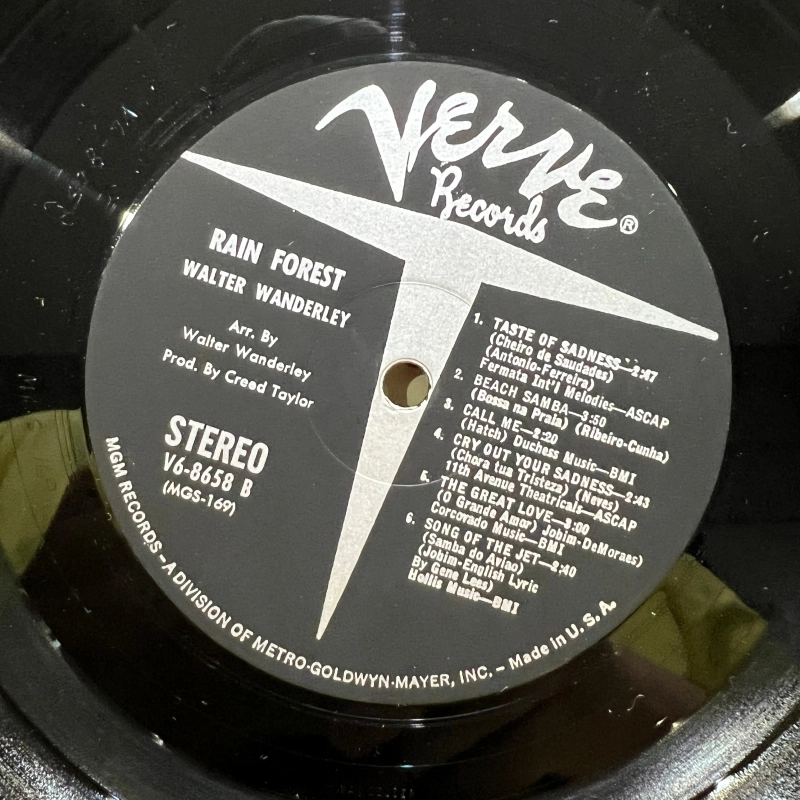 Verve
Records®
RAIN FOREST
WALTER WANDERLEY
Arr. By
Walter Wanderley
Prod. By Creed Taylor
STEREO
V6-8658 B
(MGS-169)
1. TASTE OF SADNESS—2:47
(Cheiro de Saudades)
(Antonio-Ferreira)
Fermata Int'l Melodies—ASCAP
2. BEACH SAMBA—3:50
(Bossa na Praia) (Ribeiro-Cunha)
3. CALL ME—2:20
(Hatch) Duchess Music—BMI
4. CRY OUT YOUR SADNESS—2:43
(Chora tua Tristeza) (Neves)
11th Avenue Theatricals—ASCAP
5. THE GREAT LOVE—3:00
(O Grande Amor) Jobim-DeMoraes)
Corcovado Music—BMI
6. SONG OF THE JET—2:40
(Samba do Aviao)
(Jobim-English Lyric
By Gene Lees)
Hollis Music—BMI
MGM RECORDS – A DIVISION OF METRO-GOLDWYN-MAYER, INC. – Made in U. S. A.